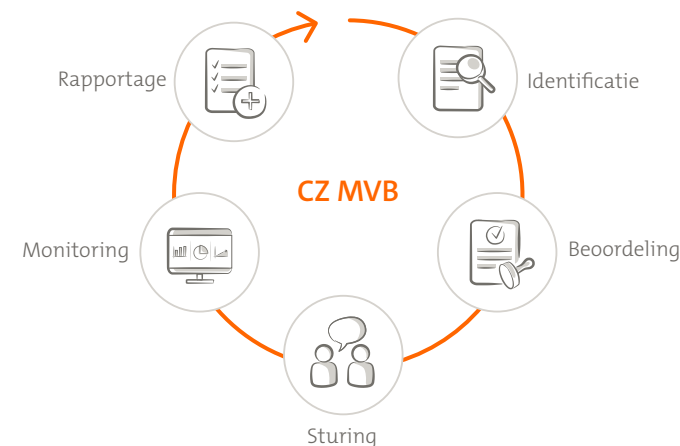 Rapportage
Identificatie
CZ MVB
Monitoring
Beoordeling
Sturing